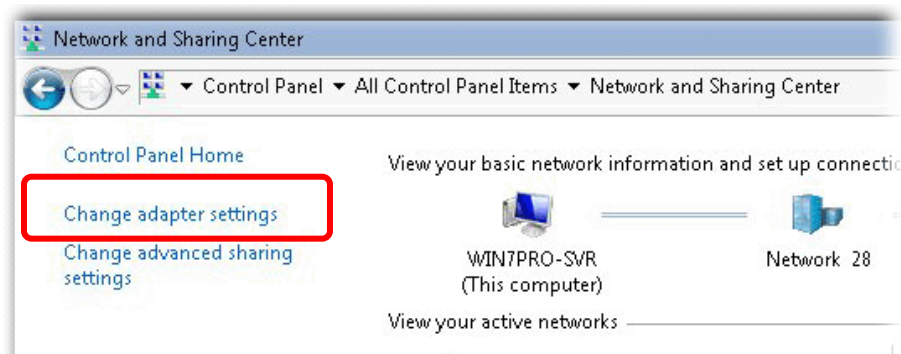 Network and Sharing Center
Control Panel All Control Panel Items Network and Sharing Center
Control Panel Home
View your basic network information and set up
Change adapter settings
Change advanced sharing
settings
WIN7PRO-SVR
(This computer)
Network 28
View your active networks